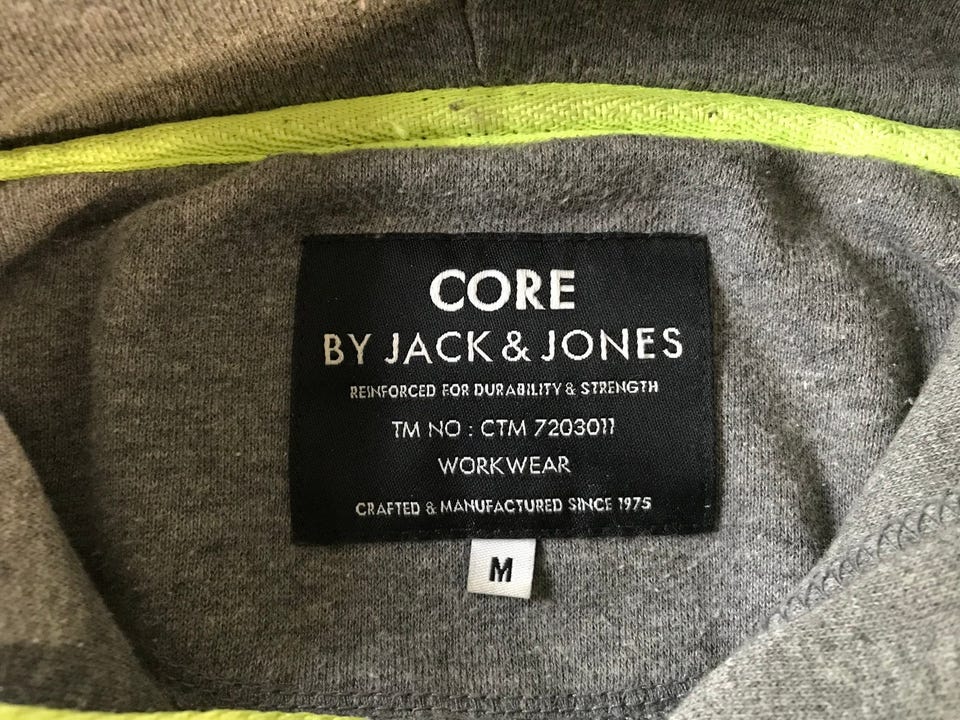 CORE
BY JACK & JONES
REINFORCED FOR DURABILITY & STRENGTH
TM NO : CTM 7203011
WORKWEAR
CRAFTED & MANUFACTURED SINCE 1975
M